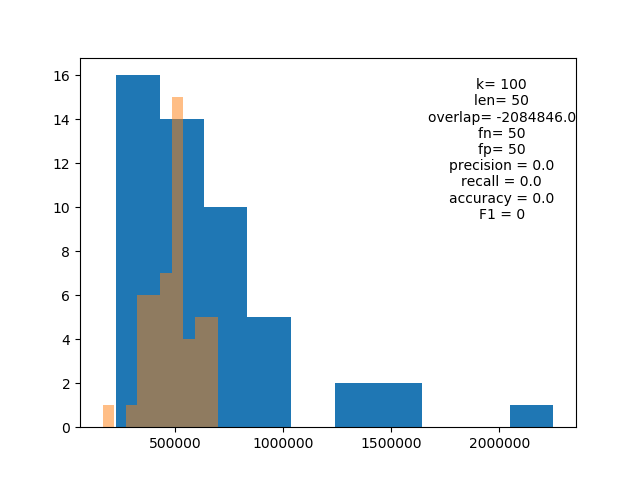 16
14
12
10
8
6
4
2
0
500000 1000000 1500000 2000000
k= 100
len= 50
overlap= -2084846.0
fn= 50
fp= 50
precision = 0.0
recall = 0.0
accuracy = 0.0
F1 = 0